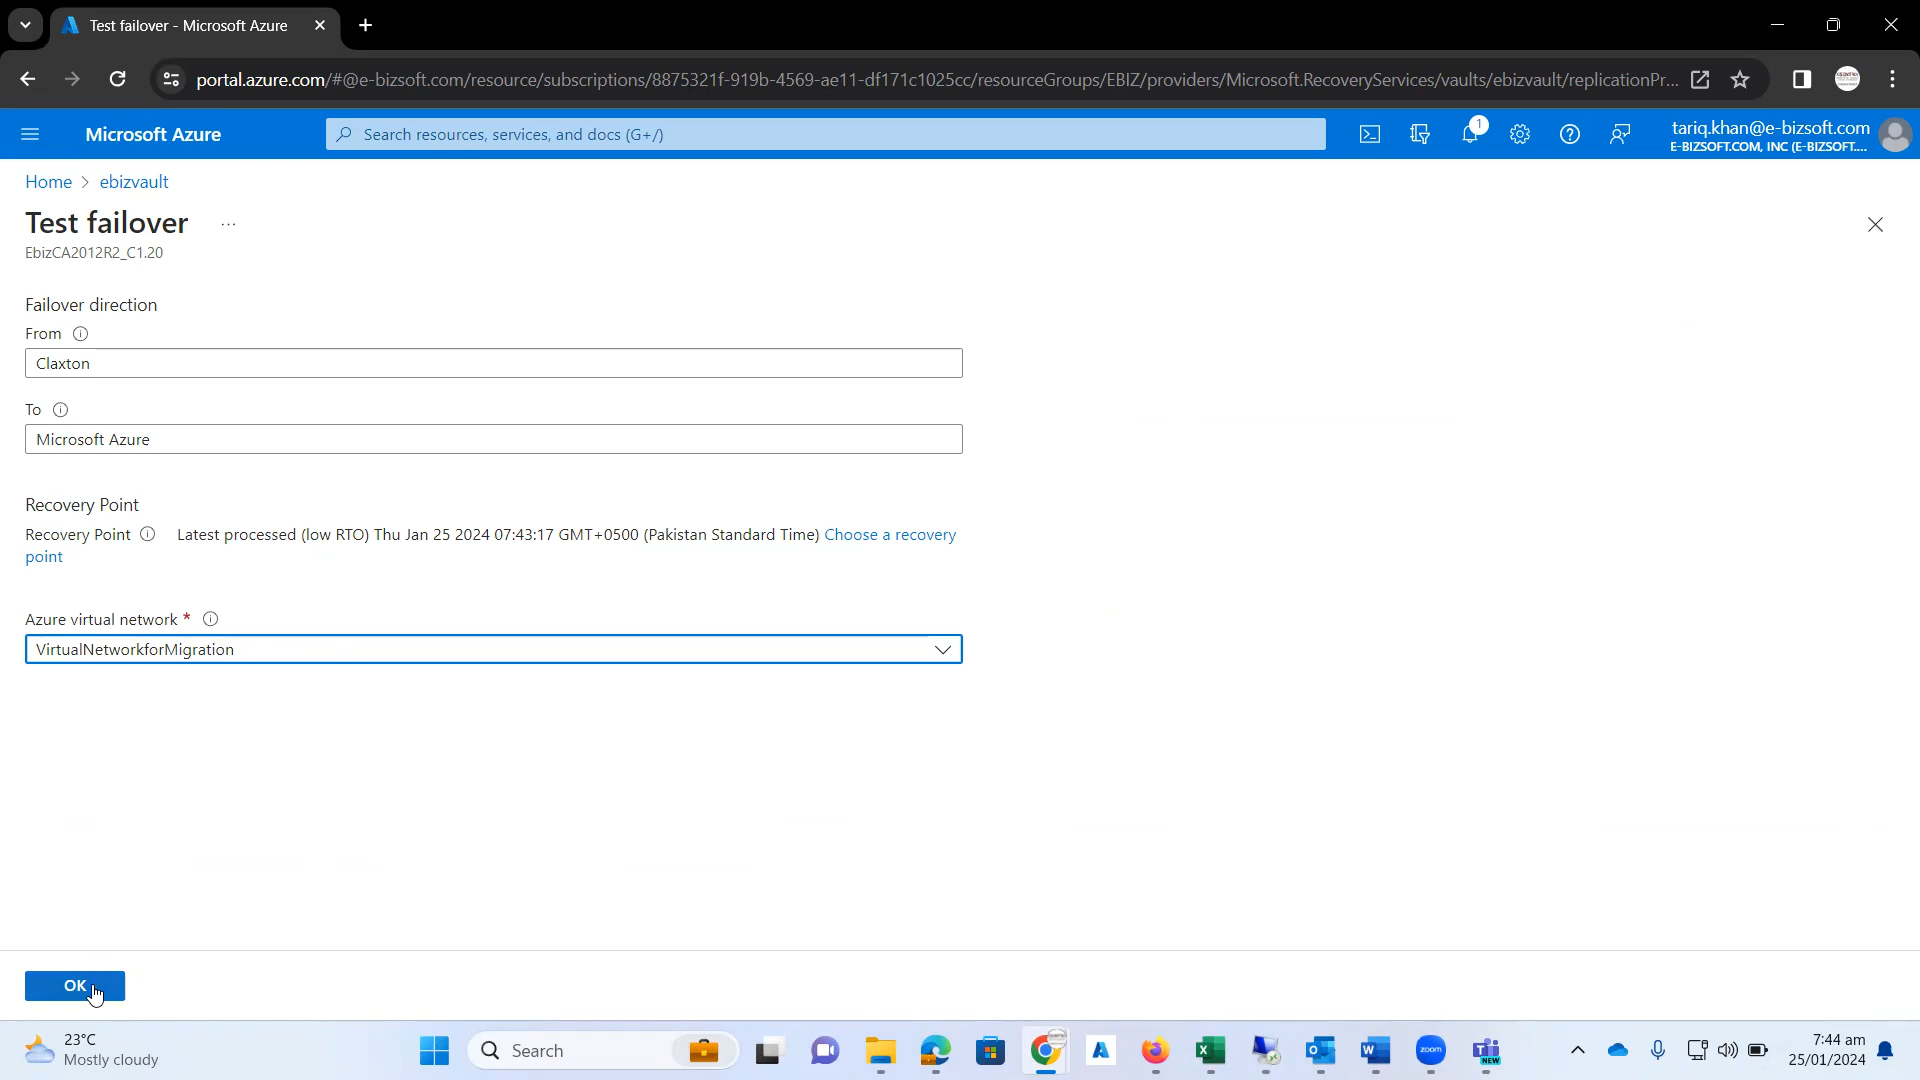 Test failover - Microsoft Azure
portal.azure.com/#@e-bizsoft.com/resource/subscriptions/8875321f-919b-4569-ae11-df171c1025cc/resourceGroups/EBIZ/providers/Microsoft.RecoveryServices/vaults/ebizvault/replicationPr...
Microsoft Azure
Search resources, services, and docs (G+/)
1
tariq.khan@e-bizsoft.com
E-BIZSOFT.COM, INC (E-BIZSOFT....
Home > ebizvault
Test failover ...
EbizCA2012R2_C1.20
Failover direction
From
Claxton
To
Microsoft Azure
Recovery Point
Recovery Point Latest processed (low RTO) Thu Jan 25 2024 07:43:17 GMT+0500 (Pakistan Standard Time) Choose a recovery
point
Azure virtual network *
VirtualNetworkforMigration
OK
23°C
Mostly cloudy
Search
zoom
NEW
7:44 am
25/01/2024